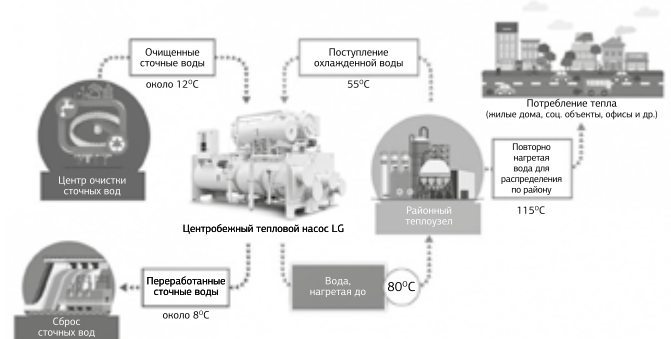 Очищенные
сточные воды
около 12°С
Поступление
охлажденной воды
55°С
Потребление тепла
(жилые дома, соц. объекты, офисы и др.)
Центр очистки
сточных вод
Центробежный тепловой насос LG
Районный
теплоузел
Повторно
нагретая
вода для
распределения
по району
115°С
Переработанные
сточные воды
около 8°С
Вода,
нагретая до
80°С
Сброс
сточных вод